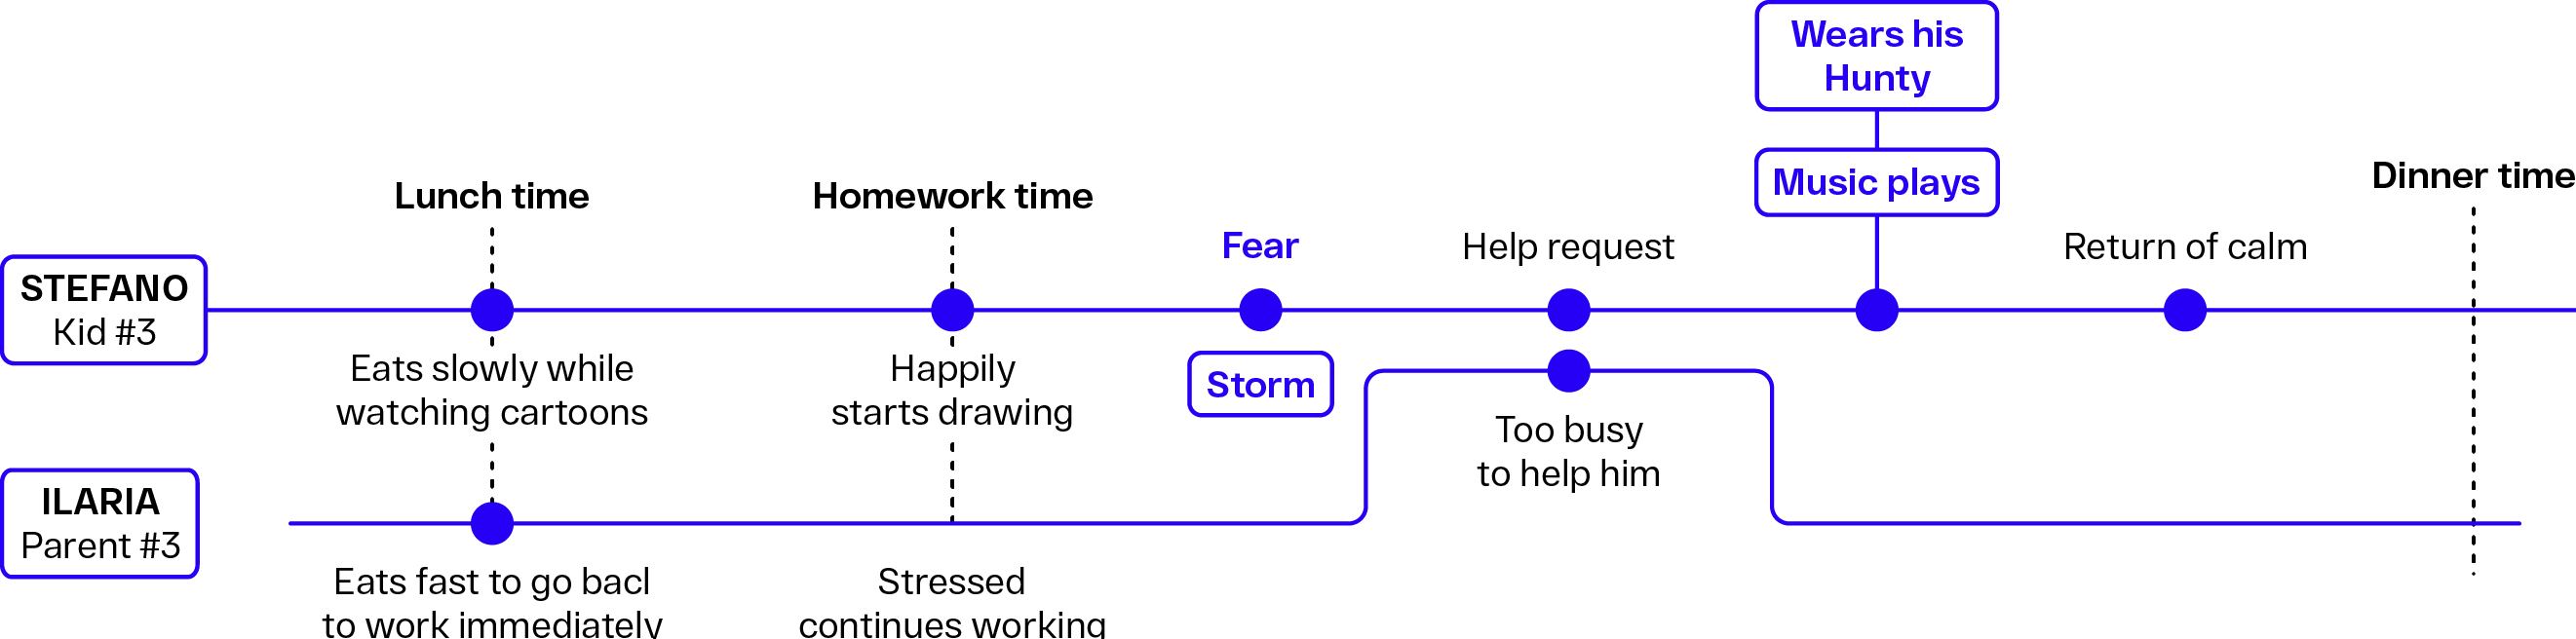 Wears his
Hunty
Music plays
Lunch time
Homework time
Dinner time
Fear
Help request
Return of calm
STEFANO
Kid #3
Eats slowly while
watching cartoons
Happily
starts drawing
Storm
Too busy
to help him
ILARIA
Parent #3
Eats fast to go bacl
to work immediately
Stressed
continues working